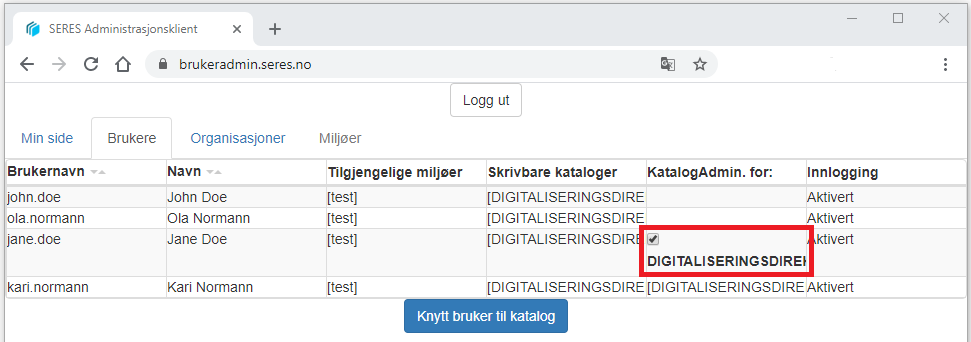 SERES Administrasjonsklient
brukeradmin.seres.no
Logg ut
Min side Brukere Organisasjoner Miljøer
Brukernavn Navn Tilgjengelige miljøer Skrivbare kataloger KatalogAdmin. for: Innlogging
john.doe John Doe [test] [DIGITALISERINGSDIRE Aktivert
ola.normann Ola Normann [test] [DIGITALISERINGSDIRE Aktivert
jane.doe Jane Doe [test] [DIGITALISERINGSDIRE Aktivert
DIGITALISERINGSDIREK
kari.normann Kari Normann [test] [DIGITALISERINGSDIRE [DIGITALISERINGSDIRE Aktivert
Knytt bruker til katalog